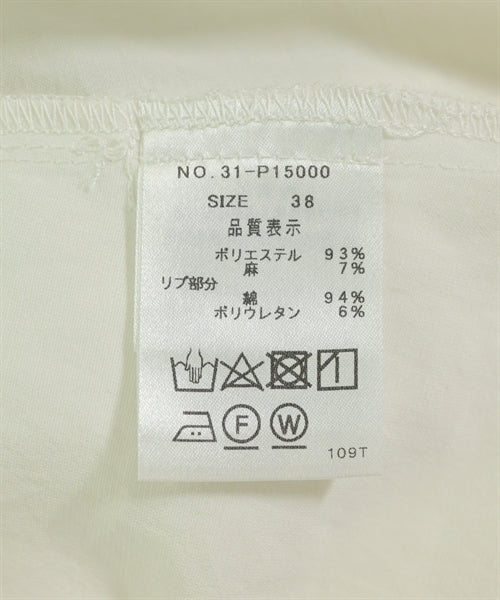 NO.31-P15000
SIZE 38
品質表示
ポリエステル 93%
麻 7%
リブ部分
綿 94%
ポリウレタン 6%
F W
109T